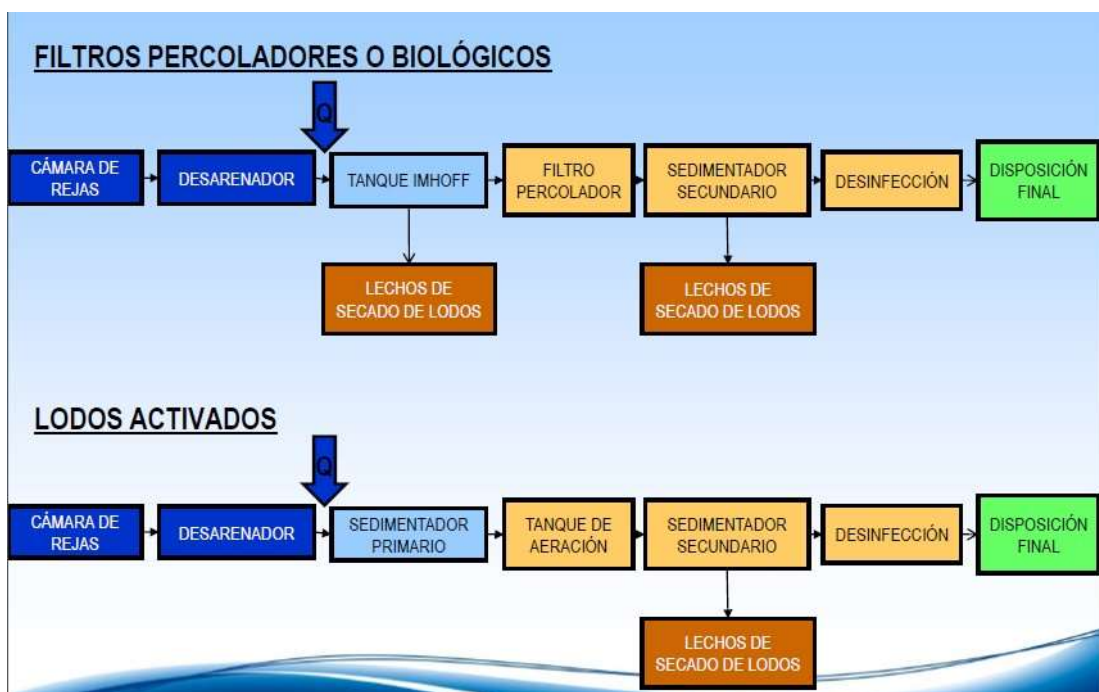 FILTROS PERCOLADORES O BIOLÓGICOS
Q
CÁMARA DE
REJAS
DESARENADOR
TANQUE IMHOFF
FILTRO
PERCOLADOR
SEDIMENTADOR
SECUNDARIO
DESINFECCIÓN
DISPOSICIÓN
FINAL
LECHOS DE
SECADO DE LODOS
LECHOS DE
SECADO DE LODOS
LODOS ACTIVADOS
Q
CÁMARA DE
REJAS
DESARENADOR
SEDIMENTADOR
PRIMARIO
TANQUE DE
AERACIÓN
SEDIMENTADOR
SECUNDARIO
DESINFECCIÓN
DISPOSICIÓN
FINAL
LECHOS DE
SECADO DE LODOS